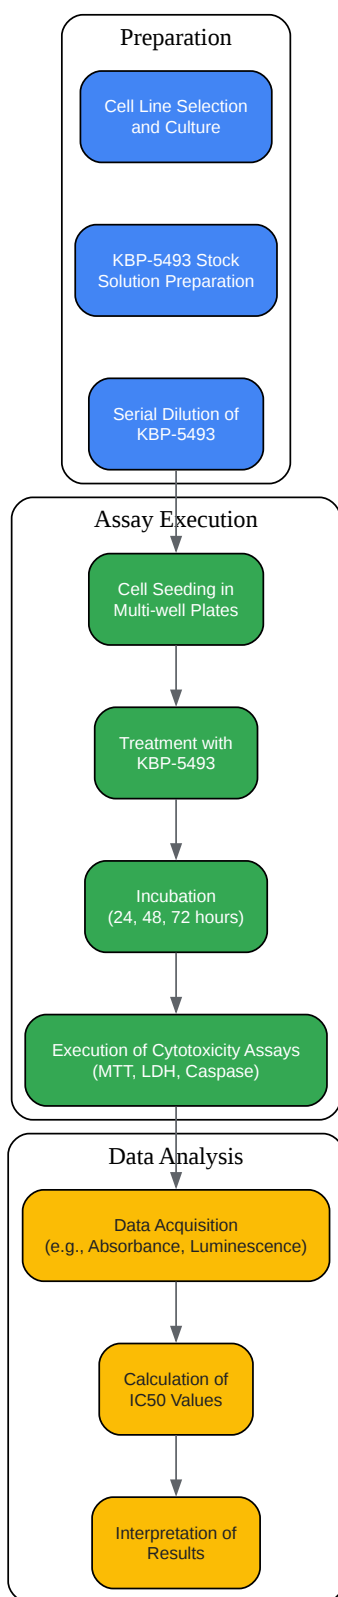 Preparation
Cell Line Selection
and Culture
KBP-5493 Stock
Solution Preparation
Serial Dilution of
KBP-5493
Assay Execution
Cell Seeding in
Multi-well Plates
Treatment with
KBP-5493
Incubation
(24, 48, 72 hours)
Execution of Cytotoxicity Assays
(MTT, LDH, Caspase)
Data Analysis
Data Acquisition
(e.g., Absorbance, Luminescence)
Calculation of
IC50 Values
Interpretation of
Results